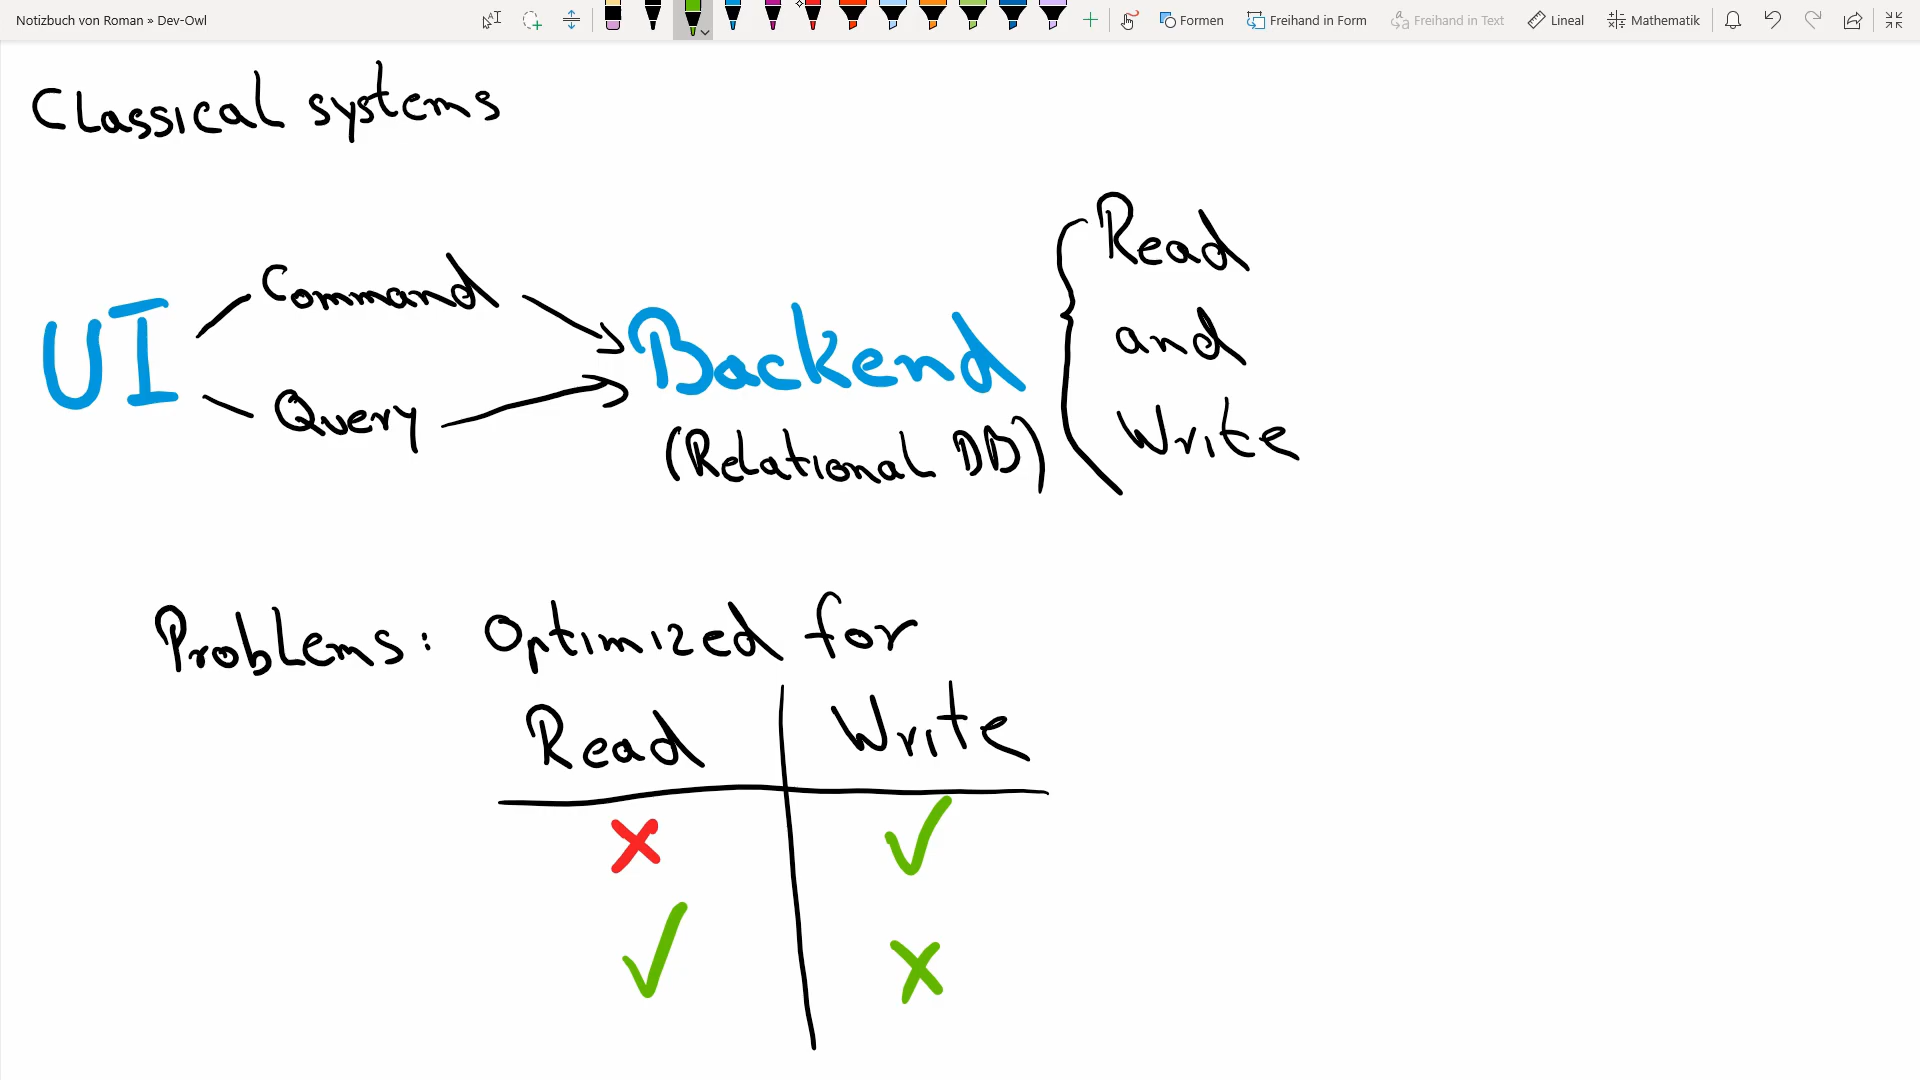 Notizbuch von Roman » Dev-Owl
Formen Freihand in Form Freihand in Text Lineal Mathematik
Classical systems
Read
Command
and
UI Backend
Query
Write
(Relational DB)
Problems: Optimized for
Read Write